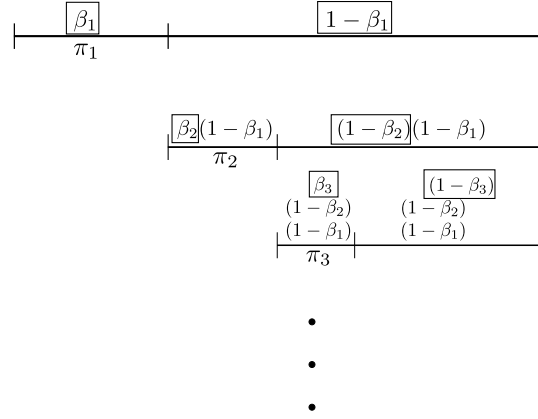 β₁ 1 − β₁
π₁
β₂(1 − β₁) (1 − β₂)(1 − β₁)
π₂
β₃ (1 − β₃)
(1 − β₂) (1 − β₂)
(1 − β₁) (1 − β₁)
π₃